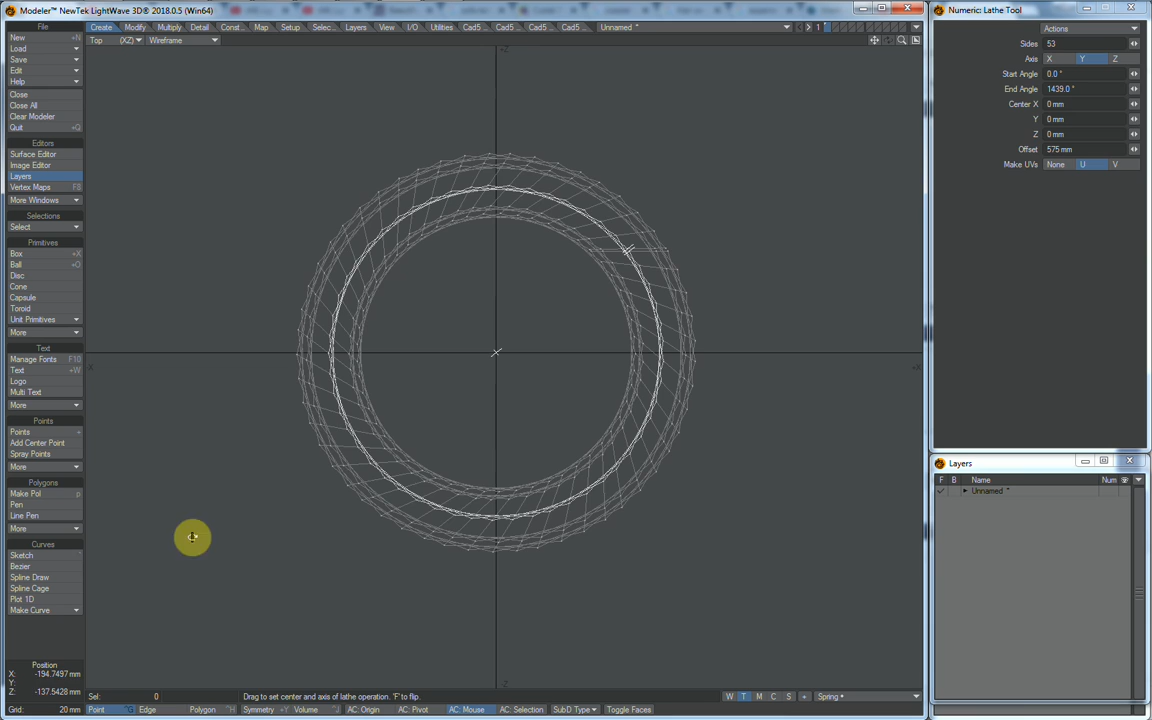 Modeler™ NewTek LightWave 3D® 2018.0.5 (Win64)
File
Create Modify Multiply Detail Const... Map Setup Selec... Layers View I/O Utilities Cad5... Cad5... Cad5... Cad5... Unnamed * 1
Top (XZ) Wireframe
New +N
Load
Save
Edit
Help
Close
Close All
Clear Modeler
Quit =Q
Editors
Surface Editor
Image Editor
Layers
Vertex Maps F8
More Windows
Selections
Select
Primitives
Box +X
Ball +O
Disc
Cone
Capsule
Toroid
Unit Primitives
More
Text
Manage Fonts F10
Text +W
Logo
Multi Text
More
Points
Points +
Add Center Point
Spray Points
More
Polygons
Make Pol p
Pen
Line Pen
More
Curves
Sketch `
Bezier
Spline Draw
Spline Cage
Plot 1D
Make Curve
Position
X: -194.7497 mm
Y:
Z: -137.5428 mm
Grid: 20 mm
+Z
-X
+X
-Z
Sel: 0 Drag to set center and axis of lathe operation. 'F' to flip. W T M C S + Spring *
Point ^G Edge Polygon ^H Symmetry +Y Volume ^J AC: Origin AC: Pivot AC: Mouse AC: Selection SubD Type Toggle Faces
Numeric: Lathe Tool
Actions
Sides 53
Axis X Y Z
Start Angle 0.0 °
End Angle 1439.0 °
Center X 0 mm
Y 0 mm
Z 0 mm
Offset 575 mm
Make UVs None U V
Layers
F B Name Num
Unnamed *